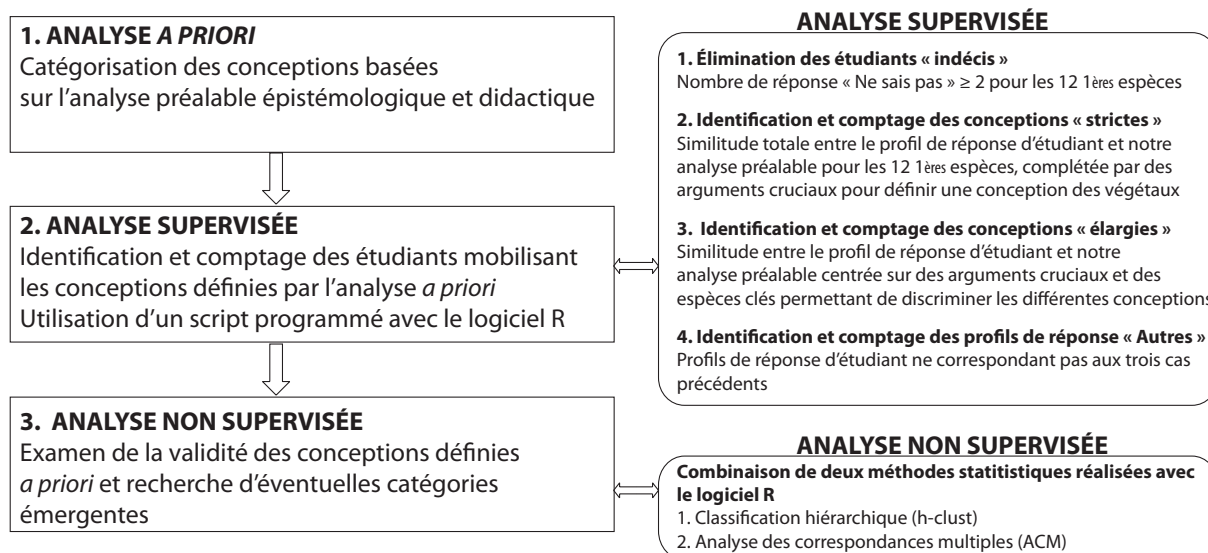 1. ANALYSE A PRIORI
Catégorisation des conceptions basées
sur l’analyse préalable épistémologique et didactique
2. ANALYSE SUPERVISÉE
Identification et comptage des étudiants mobilisant
les conceptions définies par l’analyse a priori
Utilisation d’un script programmé avec le logiciel R
3. ANALYSE NON SUPERVISÉE
Examen de la validité des conceptions définies
a priori et recherche d’éventuelles catégories
émergentes
ANALYSE SUPERVISÉE
1. Élimination des étudiants « indécis »
Nombre de réponse « Ne sais pas » ≥ 2 pour les 12 1ères espèces
2. Identification et comptage des conceptions « strictes »
Similitude totale entre le profil de réponse d’étudiant et notre
analyse préalable pour les 12 1ères espèces, complétée par des
arguments cruciaux pour définir une conception des végétaux
3. Identification et comptage des conceptions « élargies »
Similitude entre le profil de réponse d’étudiant et notre
analyse préalable centrée sur des arguments cruciaux et des
espèces clés permettant de discriminer les différentes conceptions
4. Identification et comptage des profils de réponse « Autres »
Profils de réponse d’étudiant ne correspondant pas aux trois cas
précédents
ANALYSE NON SUPERVISÉE
Combinaison de deux méthodes statitistiques réalisées avec
le logiciel R
1. Classification hiérarchique (h-clust)
2. Analyse des correspondances multiples (ACM)